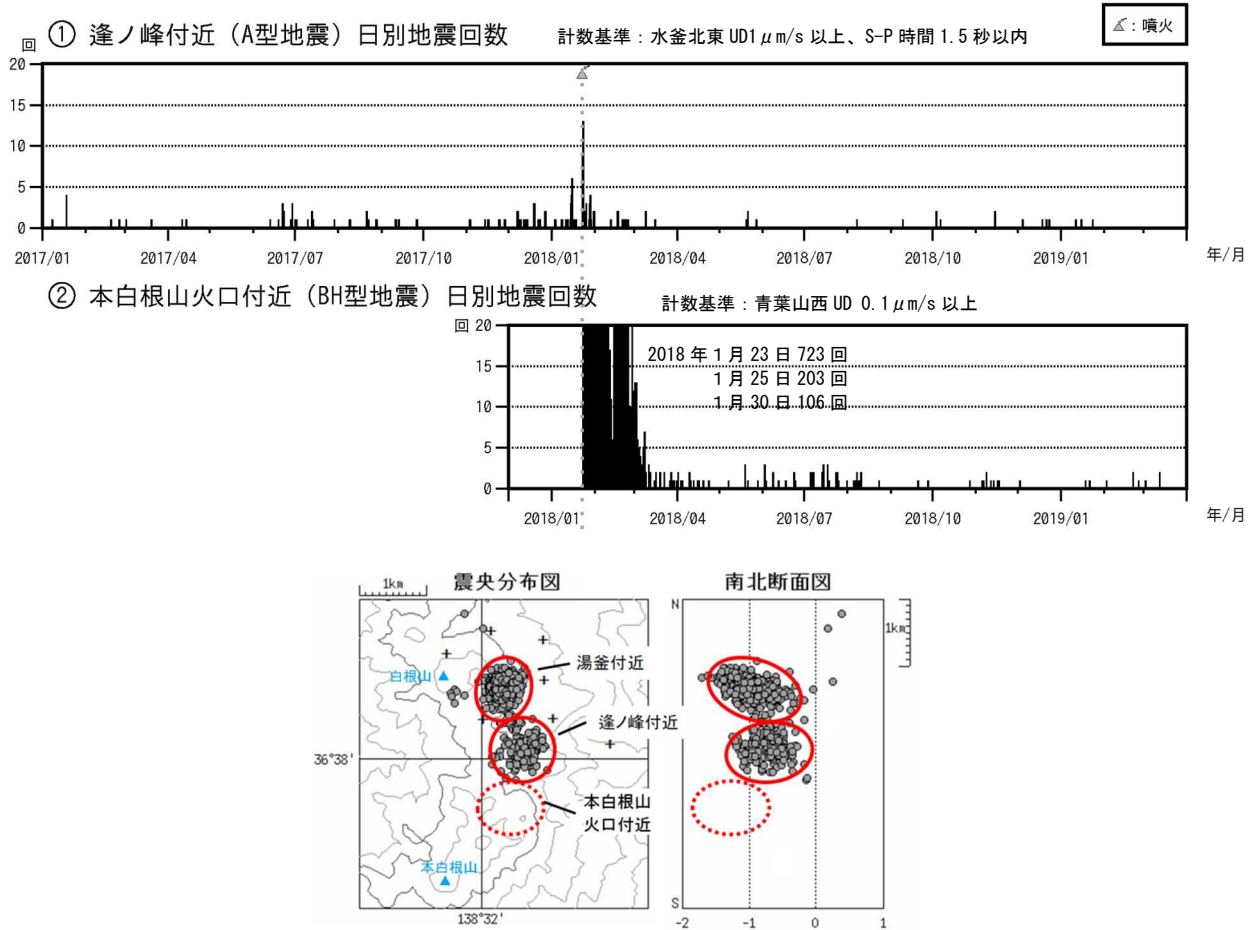 ① 逢ノ峰付近（A型地震）日別地震回数
計数基準：水釜北東 UD1μm/s 以上、S-P 時間 1.5 秒以内
：噴火
回
20
15
10
5
0
2017/01 2017/04 2017/07 2017/10 2018/01 2018/04 2018/07 2018/10 2019/01 年/月
② 本白根山火口付近（BH型地震）日別地震回数
計数基準：青葉山西 UD 0.1μm/s 以上
回
20
15
10
5
0
2018 年 1 月 23 日 723 回
1 月 25 日 203 回
1 月 30 日 106 回
2018/01 2018/04 2018/07 2018/10 2019/01 年/月
1km
震央分布図
白根山
湯釜付近
逢ノ峰付近
36°38'
本白根山
火口付近
本白根山
138°32'
南北断面図
N
1km
S
-2 -1 0 1